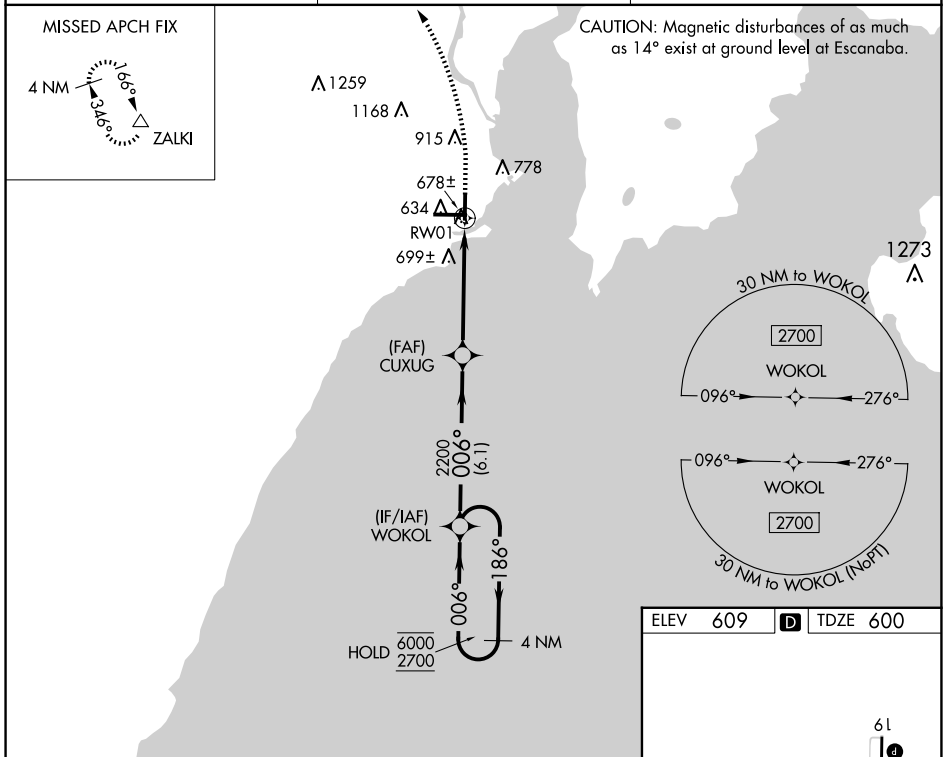 MISSED APCH FIX
4 NM
166°
346°
ZALKI
CAUTION: Magnetic disturbances of as much
as 14° exist at ground level at Escanaba.
1259
1168
915
778
678±
634
RW01
699±
1273
(FAF)
CUXUG
2200
006°
(6.1)
(IF/IAF)
WOKOL
006°
186°
HOLD
6000
2700
4 NM
30 NM to WOKOL
2700
WOKOL
096°
276°
096°
276°
WOKOL
2700
30 NM to WOKOL (NoPT)
ELEV 609 D TDZE 600
19
P